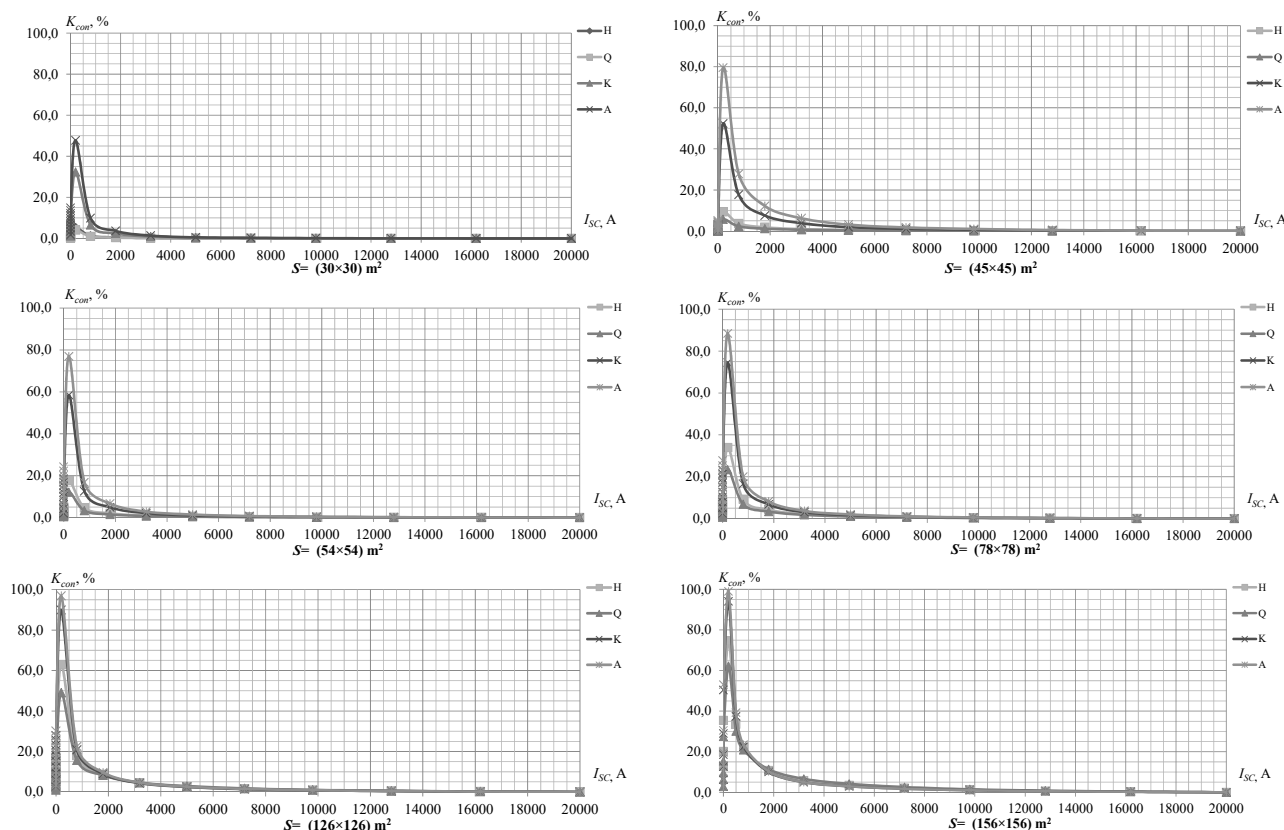 K_con, %
100,0
80,0
60,0
40,0
20,0
0,0
H
Q
K
A
I_SC, A
0 2000 4000 6000 8000 10000 12000 14000 16000 18000 20000
S= (30×30) m²
K_con, %
100,0
80,0
60,0
40,0
20,0
0,0
H
Q
K
A
I_SC, A
0 2000 4000 6000 8000 10000 12000 14000 16000 18000 20000
S= (45×45) m²
K_con, %
100,0
80,0
60,0
40,0
20,0
0,0
H
Q
K
A
I_SC, A
0 2000 4000 6000 8000 10000 12000 14000 16000 18000 20000
S= (54×54) m²
K_con, %
100,0
80,0
60,0
40,0
20,0
0,0
H
Q
K
A
I_SC, A
0 2000 4000 6000 8000 10000 12000 14000 16000 18000 20000
S= (78×78) m²
K_con, %
100,0
80,0
60,0
40,0
20,0
0,0
H
Q
K
A
I_SC, A
0 2000 4000 6000 8000 10000 12000 14000 16000 18000 20000
S= (126×126) m²
K_con, %
100,0
80,0
60,0
40,0
20,0
0,0
H
Q
K
A
I_SC, A
0 2000 4000 6000 8000 10000 12000 14000 16000 18000 20000
S= (156×156) m²